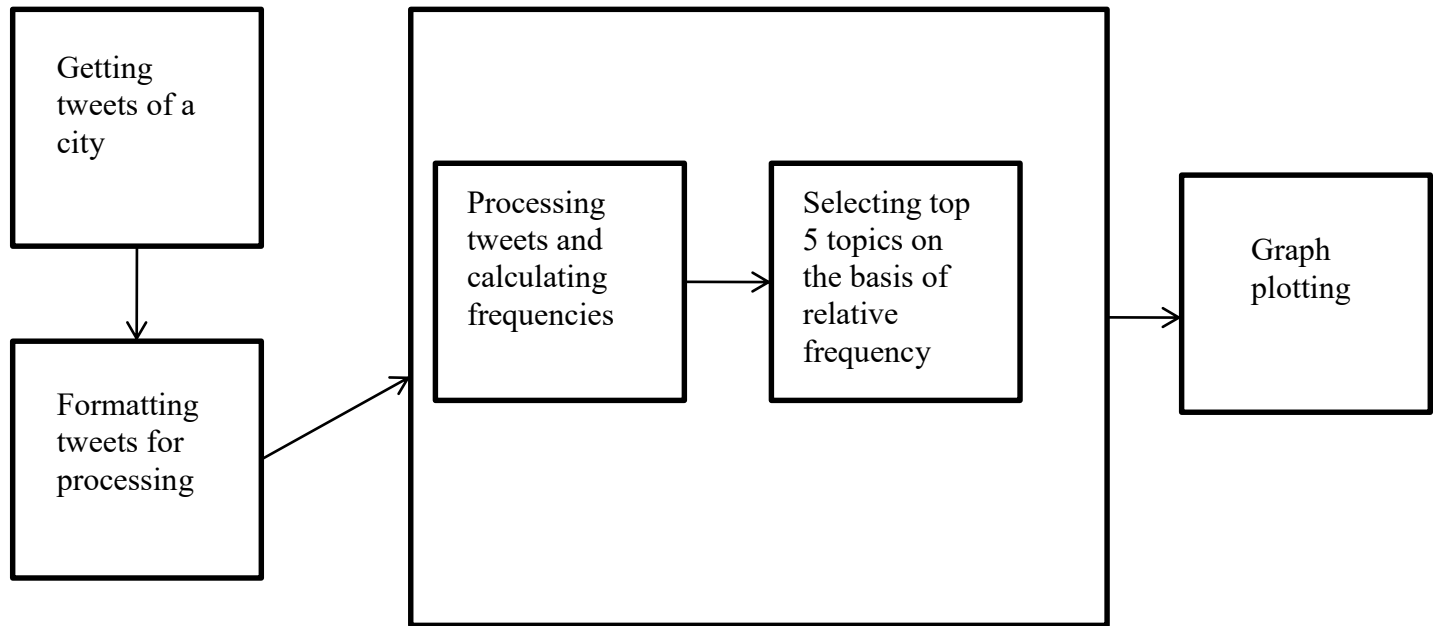 Getting
tweets of a
city
Formatting
tweets for
processing
Processing
tweets and
calculating
frequencies
Selecting top
5 topics on
the basis of
relative
frequency
Graph
plotting